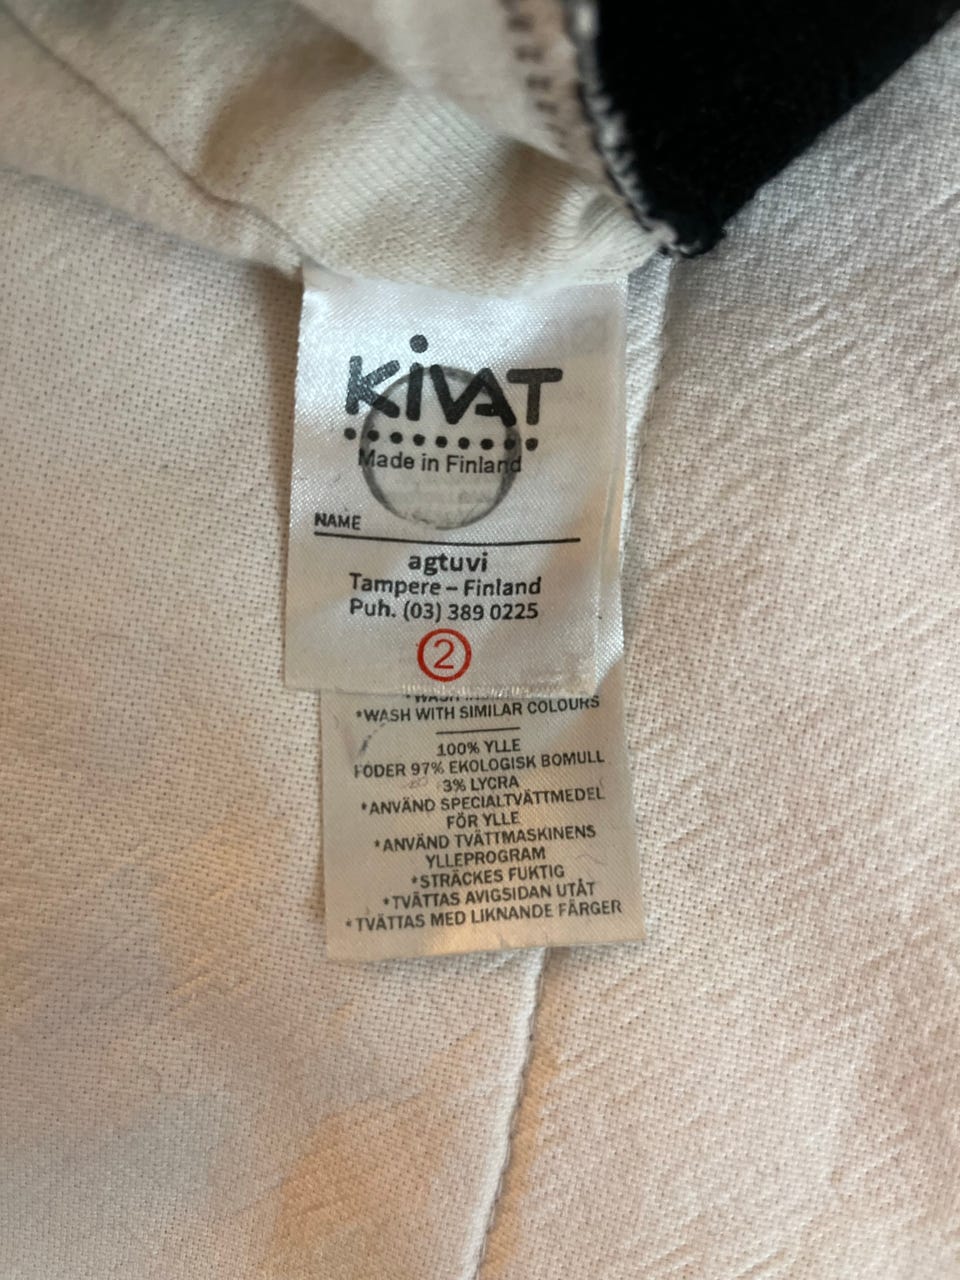 KiVAT
Made in Finland
NAME
agtuvi
Tampere – Finland
Puh. (03) 389 0225
2
*WASH
*WASH WITH SIMILAR COLOURS
100% YLLE
FODER 97% EKOLOGISK BOMULL
3% LYCRA
*ANVÄND SPECIALTVÄTTMEDEL
FÖR YLLE
*ANVÄND TVÄTTMASKINENS
YLLEPROGRAM
*STRÄCKES FUKTIG
*TVÄTTAS AVIGSIDAN UTÅT
*TVÄTTAS MED LIKNANDE FÄRGER